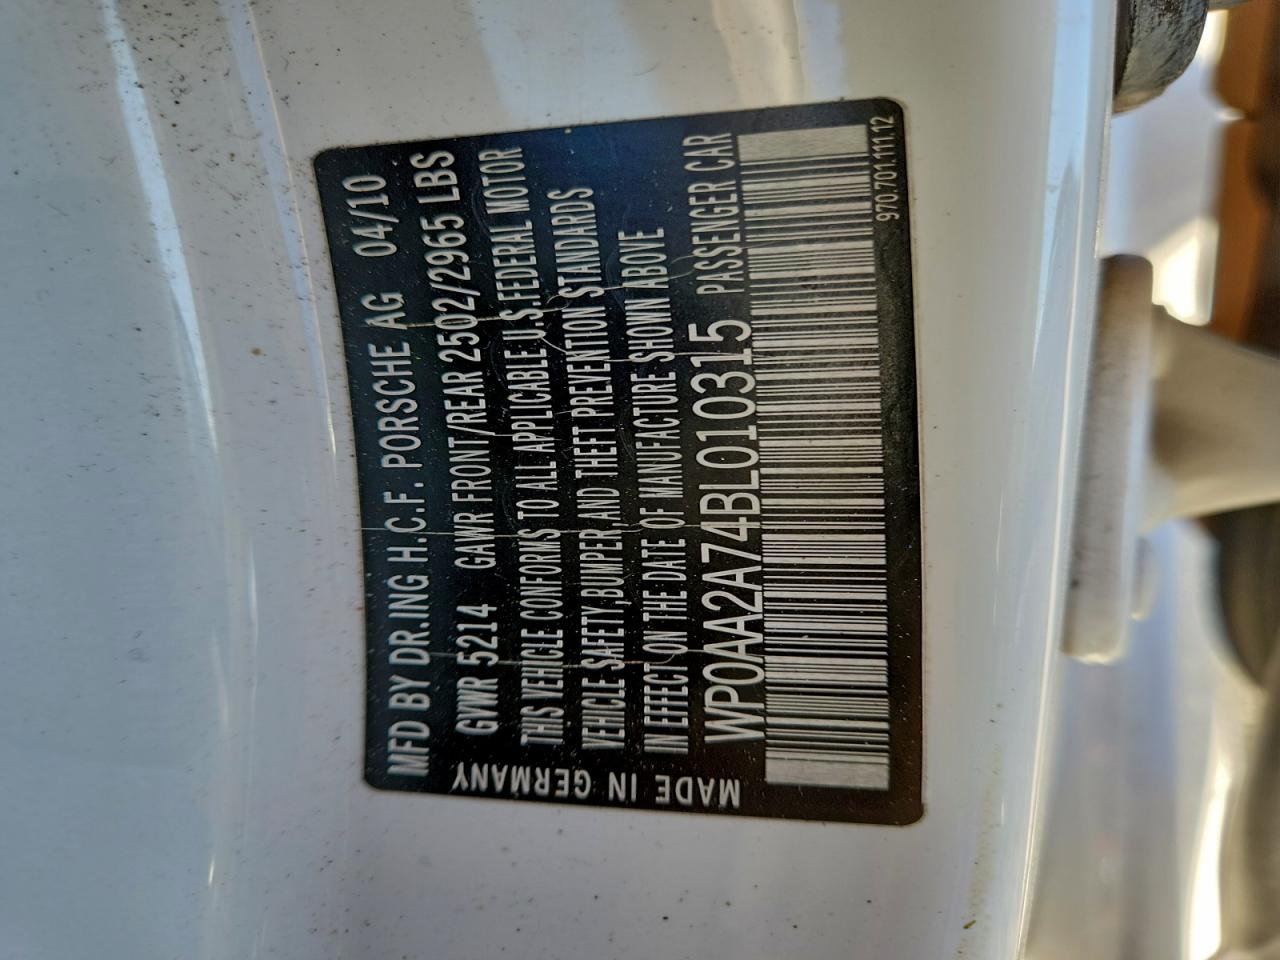 MFD BY DR.ING H.C.F. PORSCHE AG 04/10
GVWR 5214 GAWR FRONT/REAR 2592/2965 LBS
THIS VEHICLE CONFORMS TO ALL APPLICABLE U.S.FEDERAL MOTOR
VEHICLE SAFETY,BUMPER,AND THEFT PREVENTION STANDARDS
IN EFFECT ON THE DATE OF MANUFACTURE SHOWN ABOVE
WP0AA2A74BL010315 PASSENGER CAR
970.701.111.12
MADE IN GERMANY